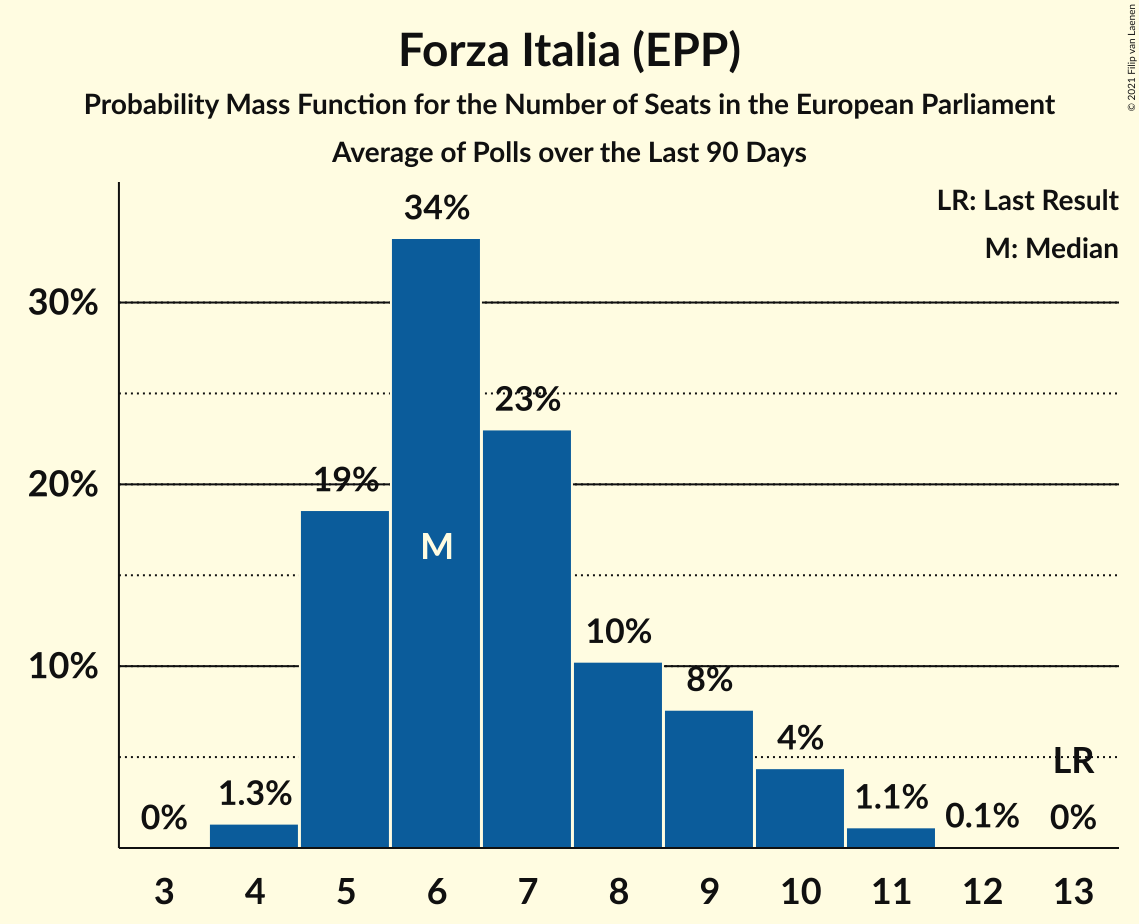 Forza Italia (EPP)
Probability Mass Function for the Number of Seats in the European Parliament
Average of Polls over the Last 90 Days
© 2021 Filip van Laenen
LR: Last Result
M: Median
34%
30%
23%
20%
19%
M
10%
10%
8%
4%
LR
1.3%
1.1%
0%
0.1%
0%
3 4 5 6 7 8 9 10 11 12 13